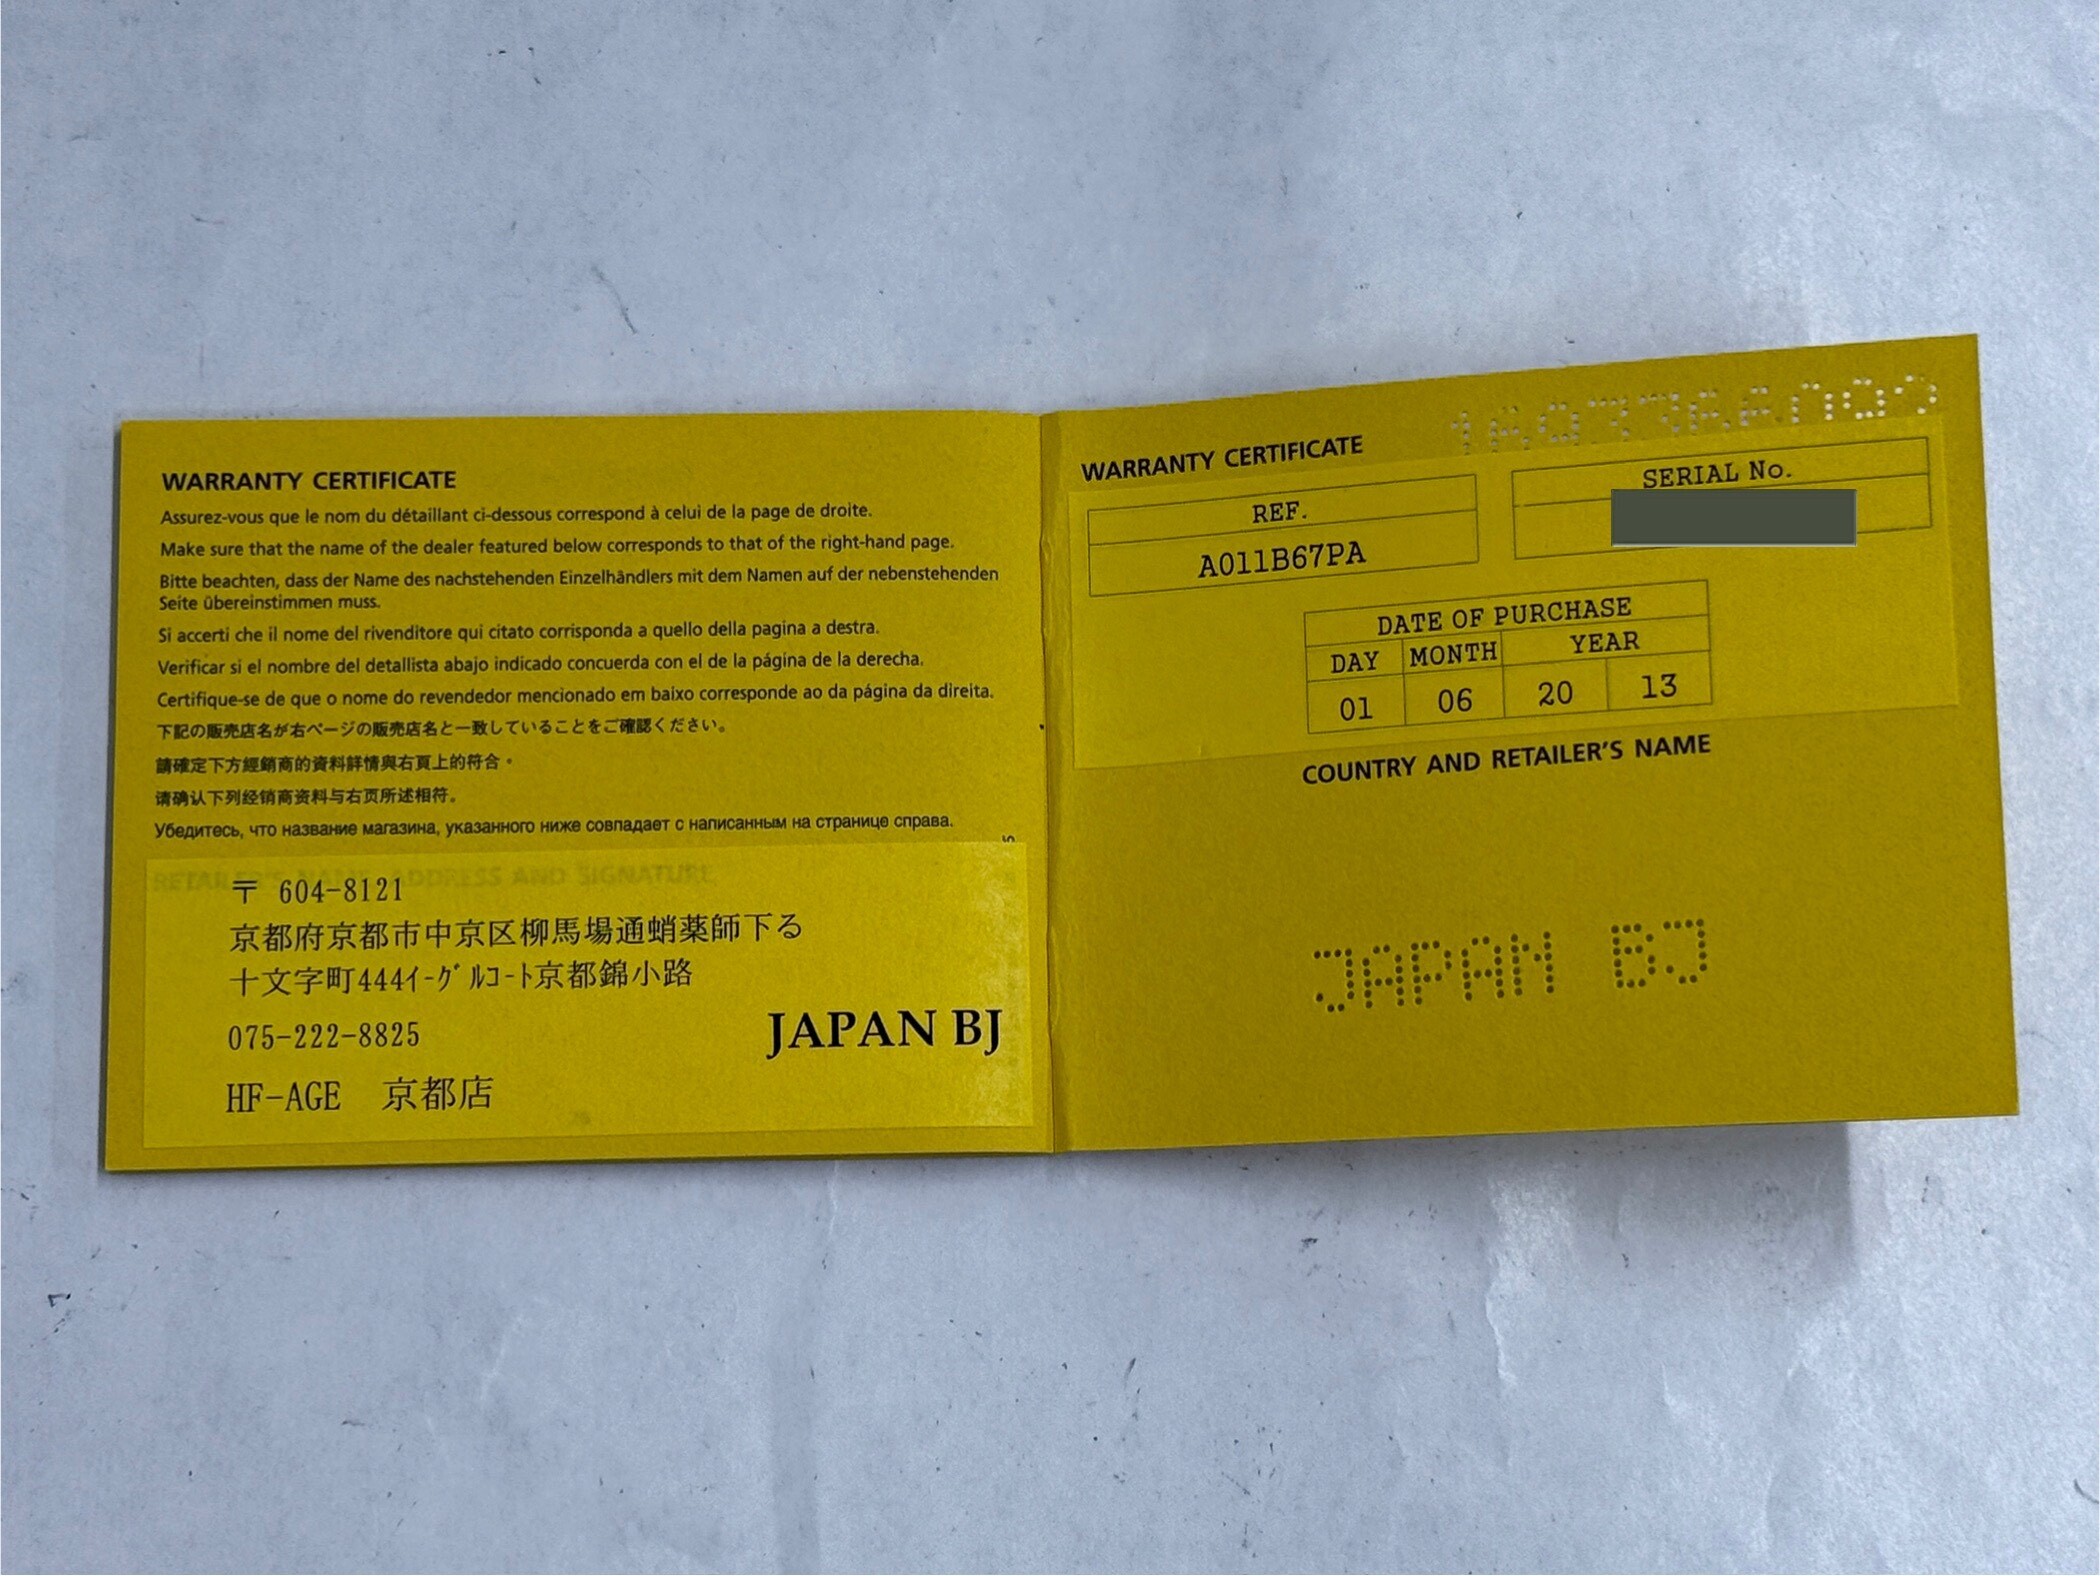 WARRANTY CERTIFICATE
Assurez-vous que le nom du détaillant ci-dessous correspond à celui de la page de droite.
Make sure that the name of the dealer featured below corresponds to that of the right-hand page.
Bitte beachten, dass der Name des nachstehenden Einzelhändlers mit dem Namen auf der nebenstehenden
Seite übereinstimmen muss.
Si accerti che il nome del rivenditore qui citato corrisponda a quello della pagina a destra.
Verificar si el nombre del detallista abajo indicado concuerda con el de la página de la derecha.
Certifique-se de que o nome do revendedor mencionado em baixo corresponde ao da página da direita.
下記の販売店名が右ページの販売店名と一致していることをご確認ください。
請確定下方經銷商的資料詳情與右頁上的符合。
请确认下列经销商资料与右页所述相符。
Убедитесь, что название магазина, указанного ниже совпадает с написанным на странице справа.
RETAILER'S NAME, ADDRESS AND SIGNATURE
〒 604-8121
京都府京都市中京区柳馬場通蛸薬師下る
十文字町444ｲｰｸﾞﾙｺｰﾄ京都錦小路
075-222-8825
JAPAN BJ
HF-AGE 京都店
WARRANTY CERTIFICATE
REF.
A011B67PA
SERIAL No.
DATE OF PURCHASE
DAY MONTH YEAR
01 06 20 13
COUNTRY AND RETAILER'S NAME
JAPAN BJ